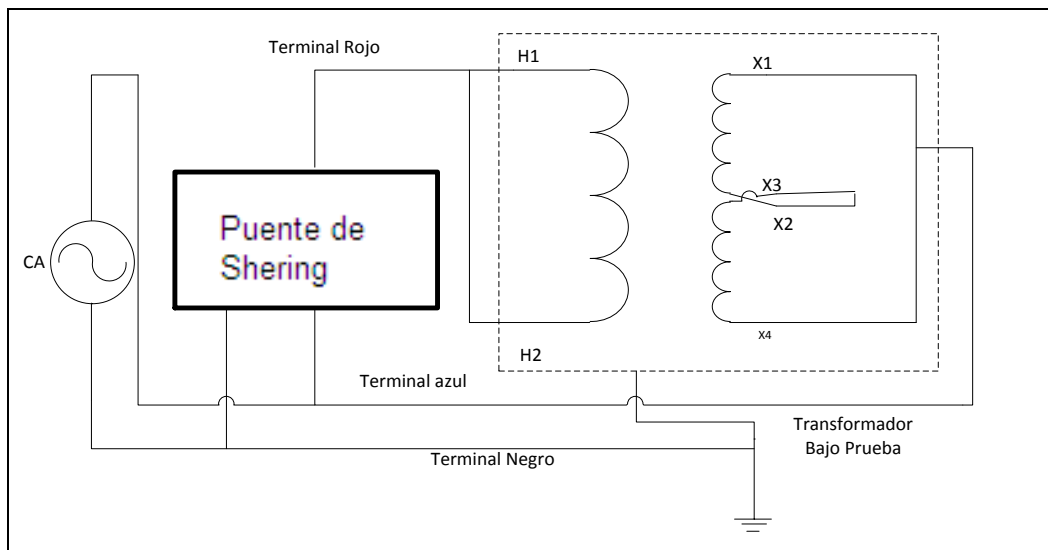 Terminal Rojo
H1
X1
Puente de
Shering
X3
X2
CA
X4
H2
Terminal azul
Transformador
Bajo Prueba
Terminal Negro